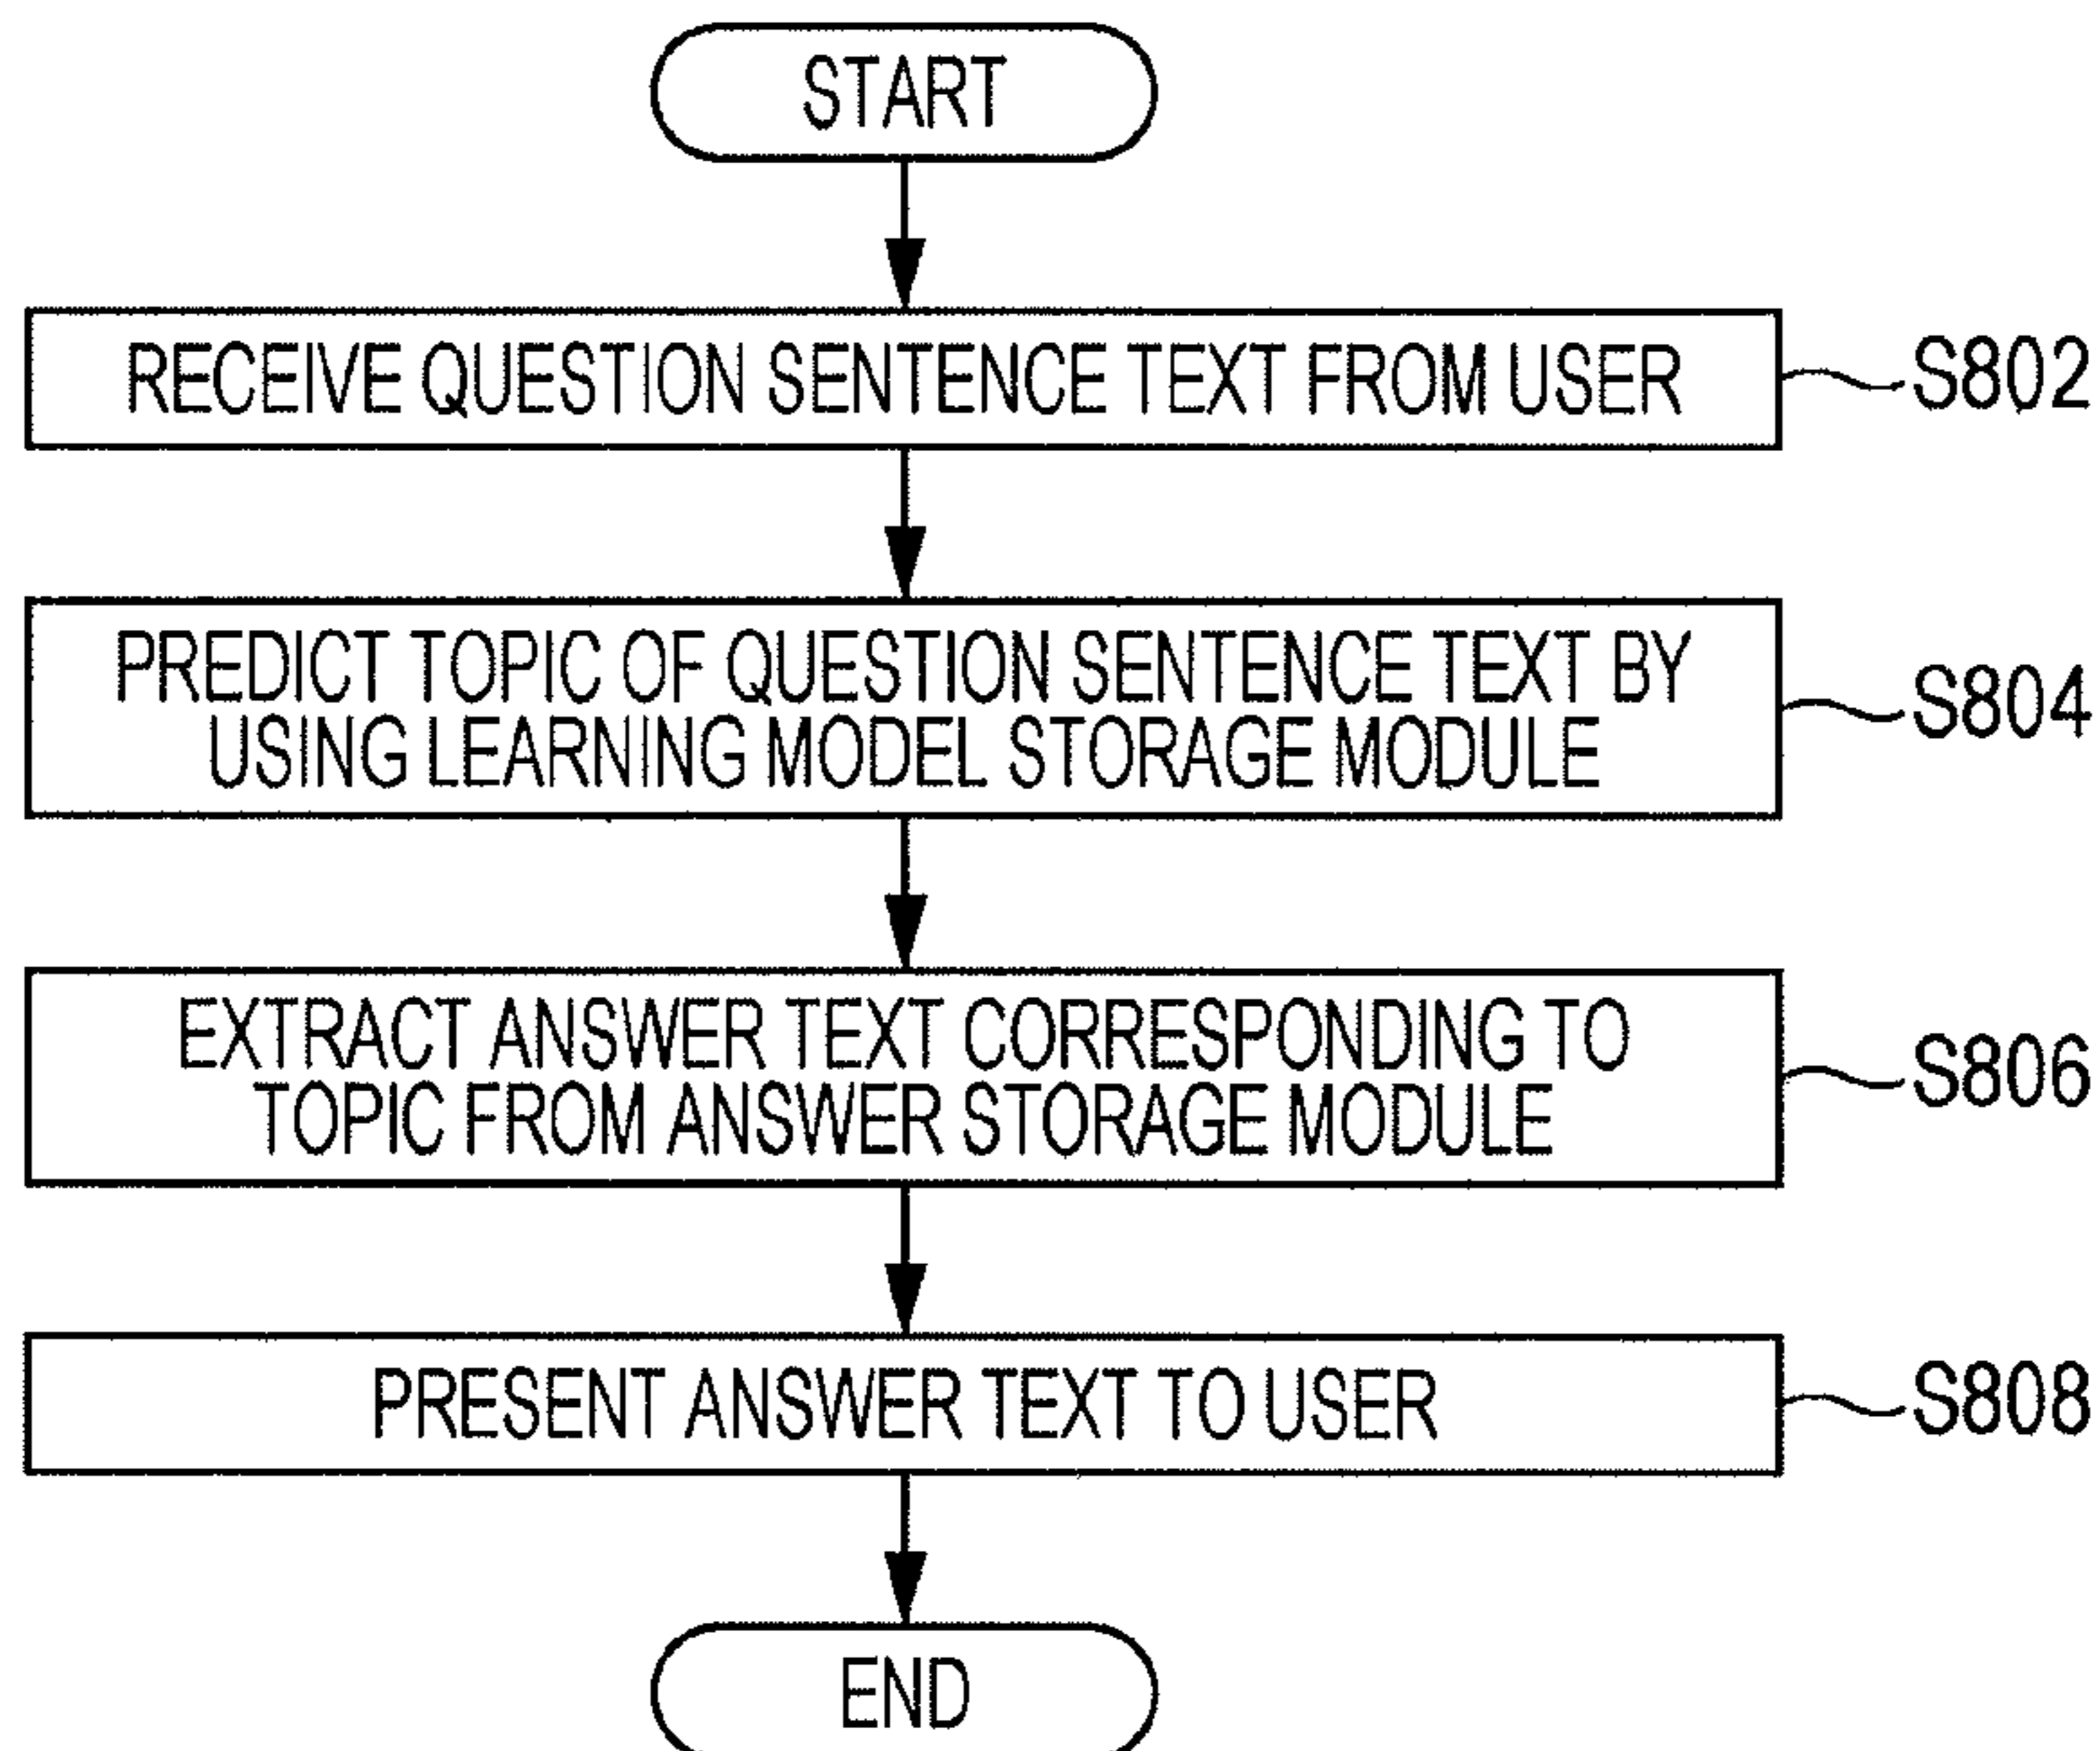 START
RECEIVE QUESTION SENTENCE TEXT FROM USER
S802
PREDICT TOPIC OF QUESTION SENTENCE TEXT BY
USING LEARNING MODEL STORAGE MODULE
S804
EXTRACT ANSWER TEXT CORRESPONDING TO
TOPIC FROM ANSWER STORAGE MODULE
S806
PRESENT ANSWER TEXT TO USER
S808
END